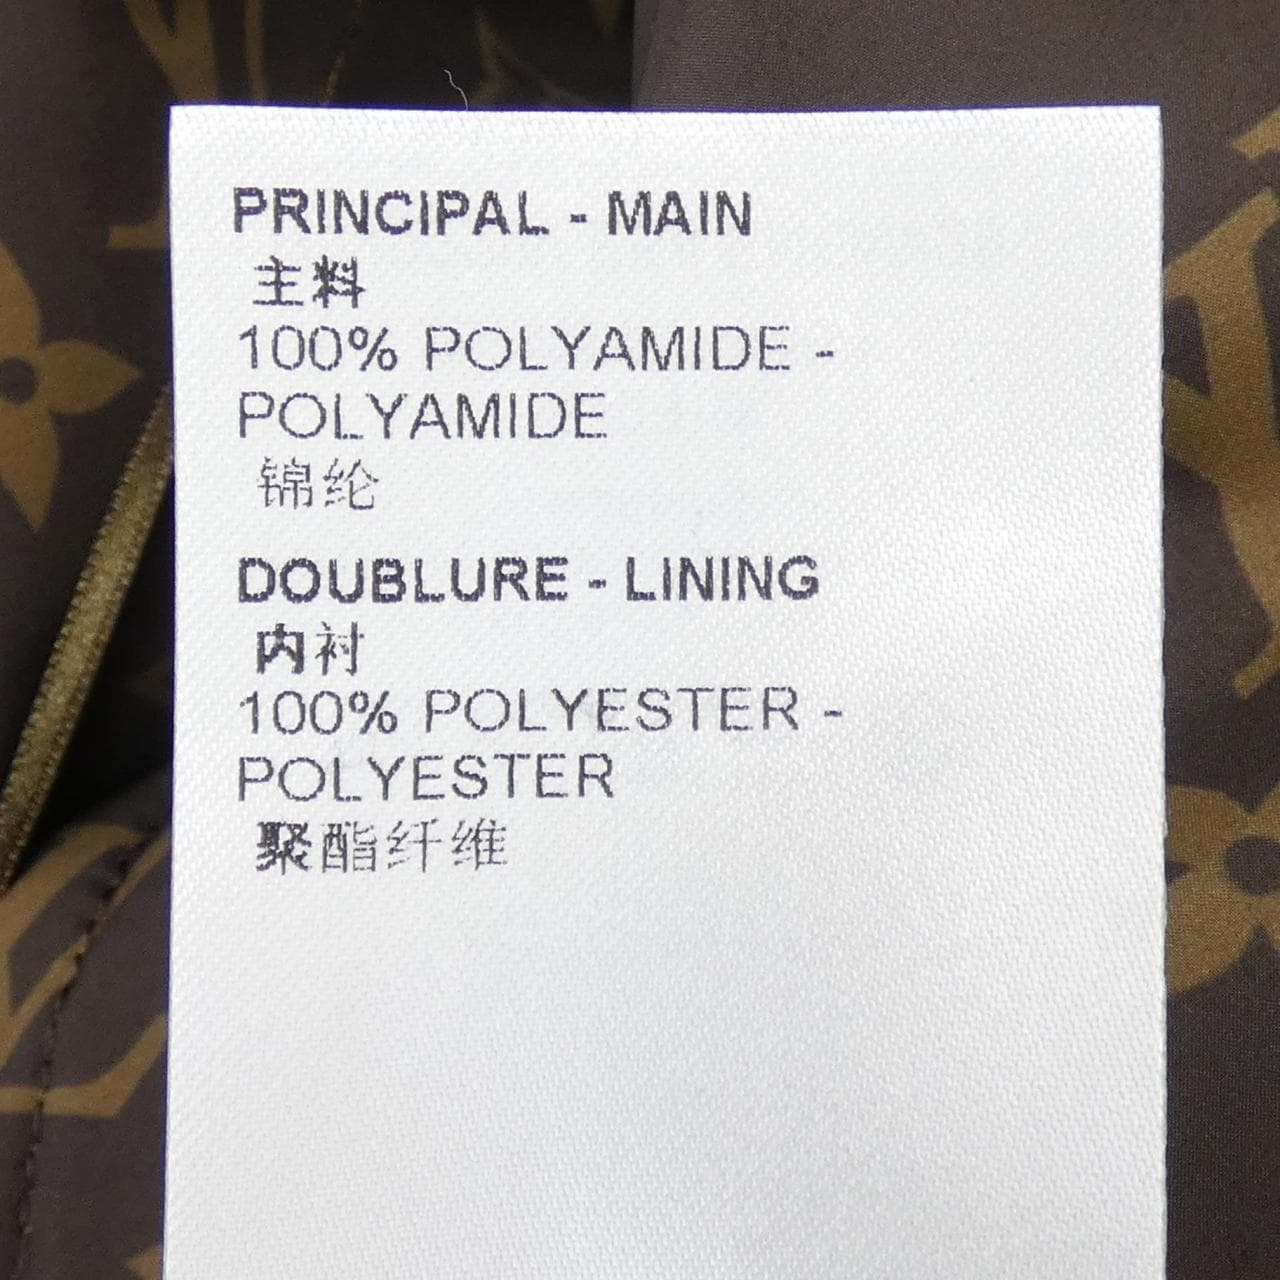 PRINCIPAL - MAIN
主料
100% POLYAMIDE -
POLYAMIDE
锦纶
DOUBLURE - LINING
内衬
100% POLYESTER -
POLYESTER
聚酯纤维